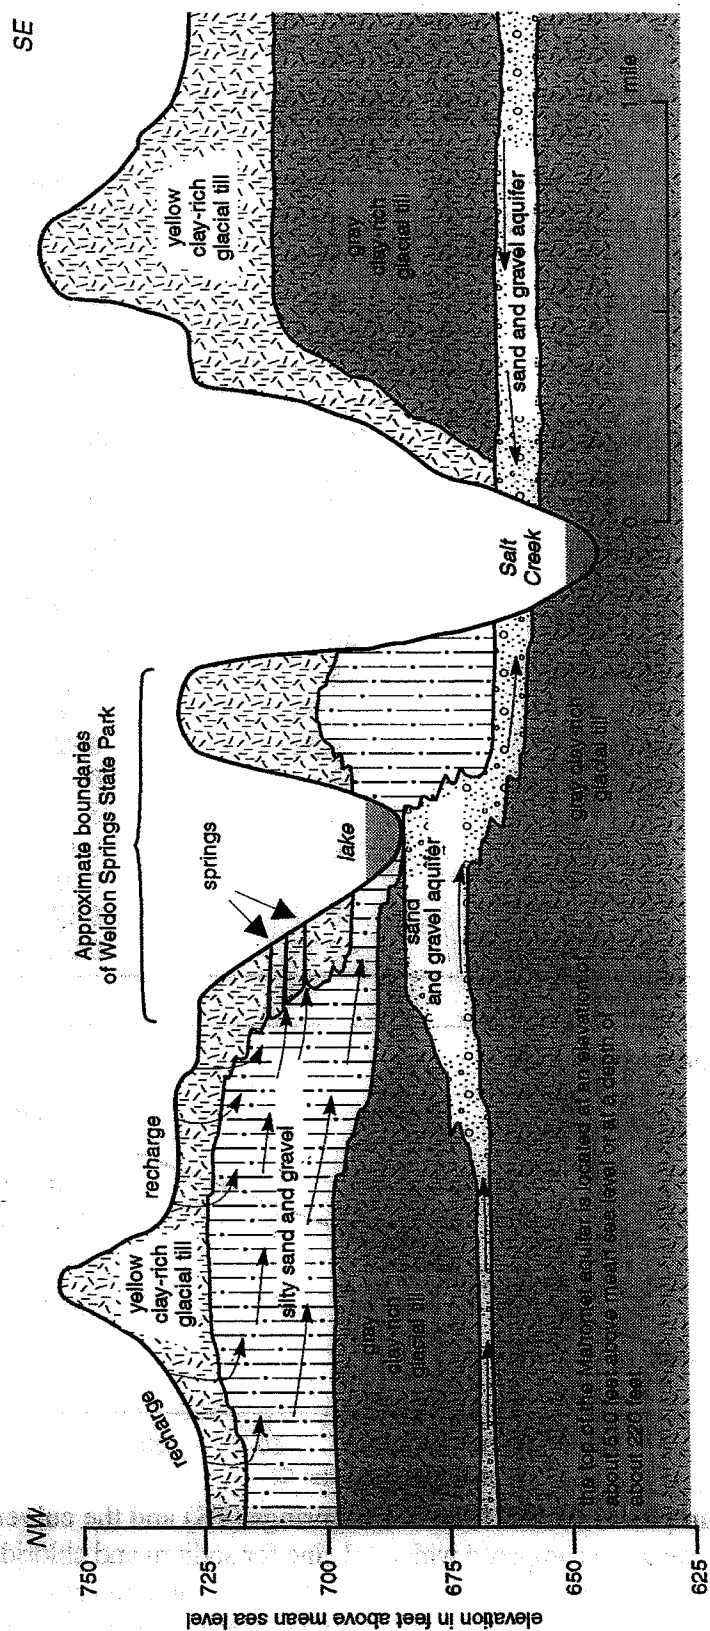 NW
SE
Approximate boundaries
of Weldon Springs State Park
springs
lake
recharge
recharge
yellow
clay-rich
glacial till
silty sand and gravel
gray
clay-rich
glacial till
sand
and gravel aquifer
gray clay-rich
glacial till
Salt
Creek
yellow
clay-rich
glacial till
gray
clay-rich
glacial till
sand and gravel aquifer
the top of the Mahomet aquifer is located at an elevation of
about 510 feet above mean sea level or at a depth of
about 220 feet
0
1 mile
750
725
700
675
650
625
elevation in feet above mean sea level